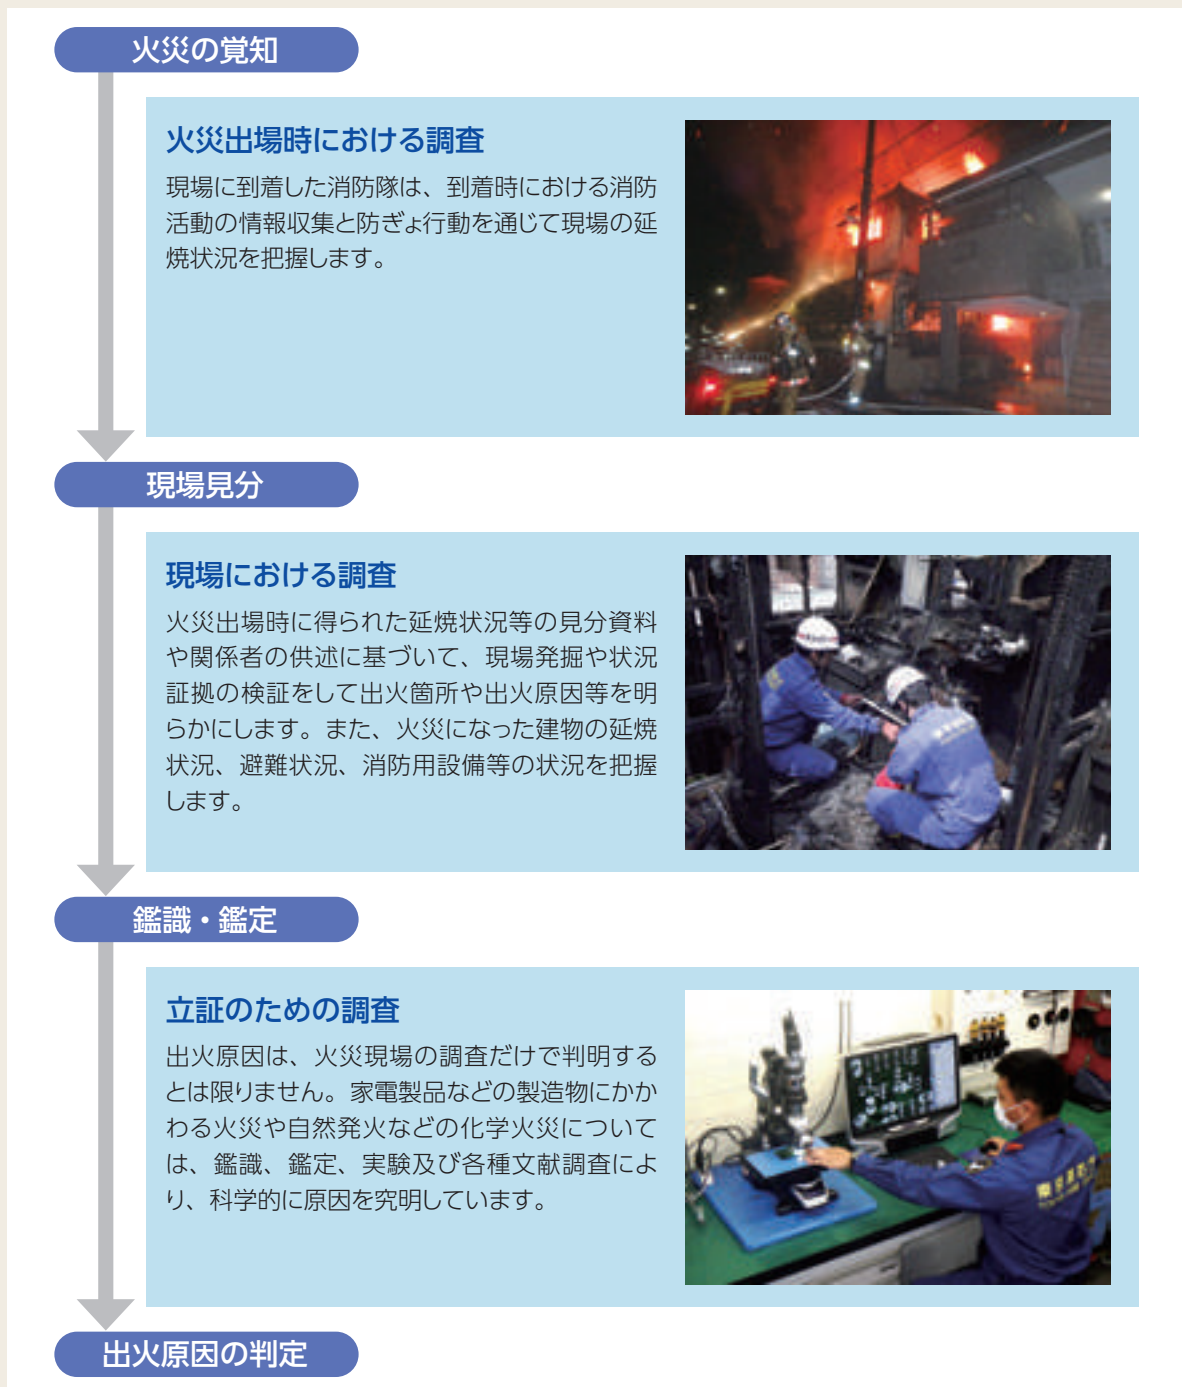 火災の覚知
火災出場時における調査
現場に到着した消防隊は、到着時における消防
活動の情報収集と防ぎょ行動を通じて現場の延
焼状況を把握します。
現場見分
現場における調査
火災出場時に得られた延焼状況等の見分資料
や関係者の供述に基づいて、現場発掘や状況
証拠の検証をして出火箇所や出火原因等を明
らかにします。また、火災になった建物の延焼
状況、避難状況、消防用設備等の状況を把握
します。
鑑識・鑑定
立証のための調査
出火原因は、火災現場の調査だけで判明する
とは限りません。家電製品などの製造物にかか
わる火災や自然発火などの化学火災について
は、鑑識、鑑定、実験及び各種文献調査によ
り、科学的に原因を究明しています。
出火原因の判定